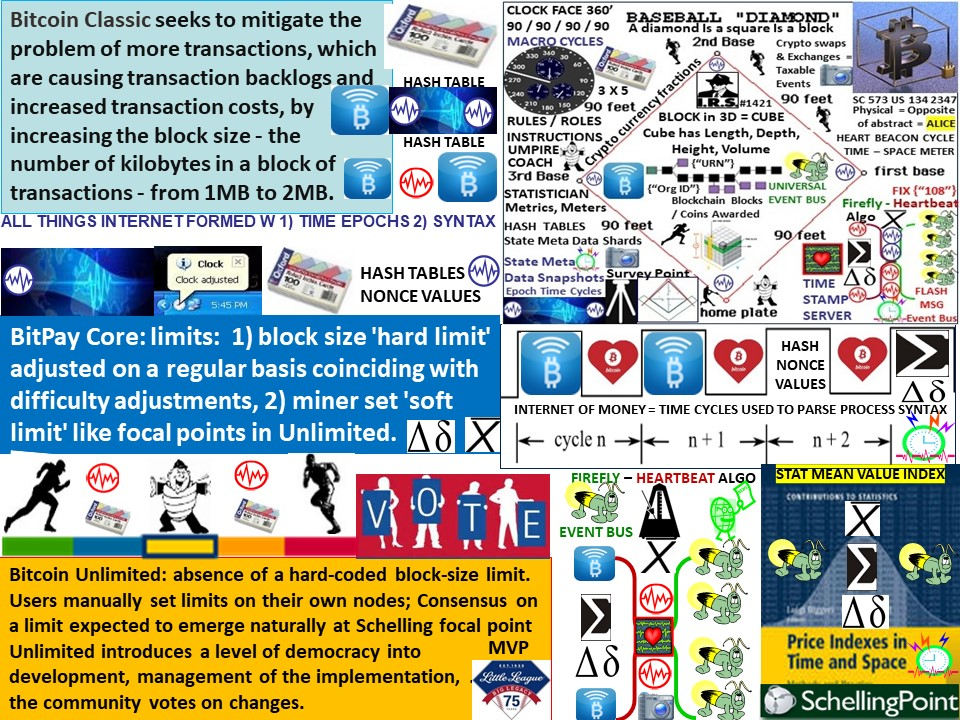 Bitcoin Classic seeks to mitigate the
problem of more transactions, which
are causing transaction backlogs and
increased transaction costs, by
increasing the block size - the
number of kilobytes in a block of
transactions - from 1MB to 2MB.
Oxford
HASH TABLE
HASH TABLE
ALL THINGS INTERNET FORMED W 1) TIME EPOCHS 2) SYNTAX
Clock
Clock adjusted
5:45 PM
100
HASH TABLES
NONCE VALUES
BitPay Core: limits: 1) block size 'hard limit'
adjusted on a regular basis coinciding with
difficulty adjustments, 2) miner set 'soft
limit' like focal points in Unlimited.
Δδ X
CLOCK FACE 360'
90 / 90 / 90 / 90
MACRO CYCLES
BASEBALL "DIAMOND"
A diamond is a square is a block
2nd Base
Crypto swaps
& Exchanges =
Taxable
Events
90 feet
3 X 5
90 feet
I.R.S.
#1421
Crypto currency fractions
RULES / ROLES
INSTRUCTIONS
UMPIRE
COACH
3rd Base
STATISTICIAN
Metrics, Meters
BLOCK in 3D = CUBE
Cube has Length, Depth,
Height, Volume
{"URN"}
{"Org ID"}
Blockchain Blocks
/ Coins Awarded
UNIVERSAL
EVENT BUS
SC 573 US 134 2347
Physical = Opposite
of abstract = ALICE
HEART BEACON CYCLE
TIME – SPACE METER
first base
FIX {"108"}
Firefly - Heartbeat
Algo
X
HASH TABLES
90 feet
State Meta Data Shards
90 feet
State Meta
Data Snapshots
Epoch Time Cycles
Survey Point
home plate
TIME
STAMP
SERVER
Σ
Δδ
FLASH
MSG
Event Bus
HASH
NONCE
VALUES
Σ
Δδ
INTERNET OF MONEY = TIME CYCLES USED TO PARSE PROCESS SYNTAX
cycle n
n + 1
n + 2
VOTE
Bitcoin Unlimited: absence of a hard-coded block-size limit.
Users manually set limits on their own nodes; Consensus on
a limit expected to emerge naturally at Schelling focal point
Unlimited introduces a level of democracy into
development, management of the implementation, .
the community votes on changes.
MVP
Little League
BIG LEGACY
75
FIREFLY – HEARTBEAT ALGO
EVENT BUS
X
Σ
Δδ
STAT MEAN VALUE INDEX
CONTRIBUTIONS TO STATISTICS
X
Σ
Δδ
Price Indexes in
Time and Space
SchellingPoint